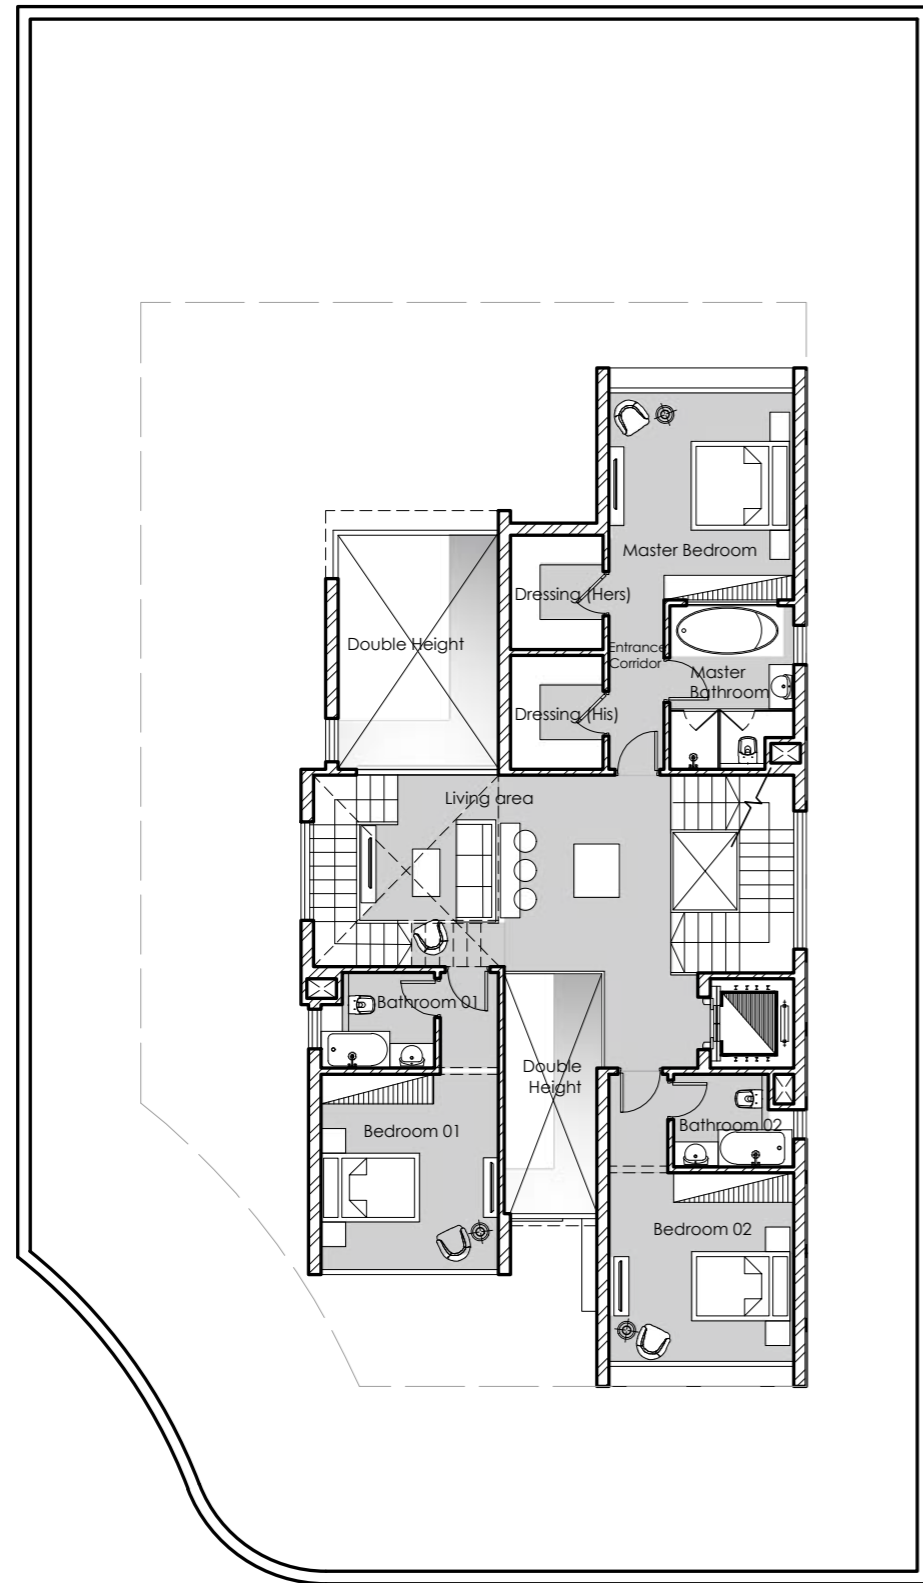 Master Bedroom
Dressing (Hers)
Double Height
Entrance
Corridor
Master
Bathroom
Dressing (His)
Living area
Bathroom 01
Double
Height
Bathroom 02
Bedroom 01
Bedroom 02